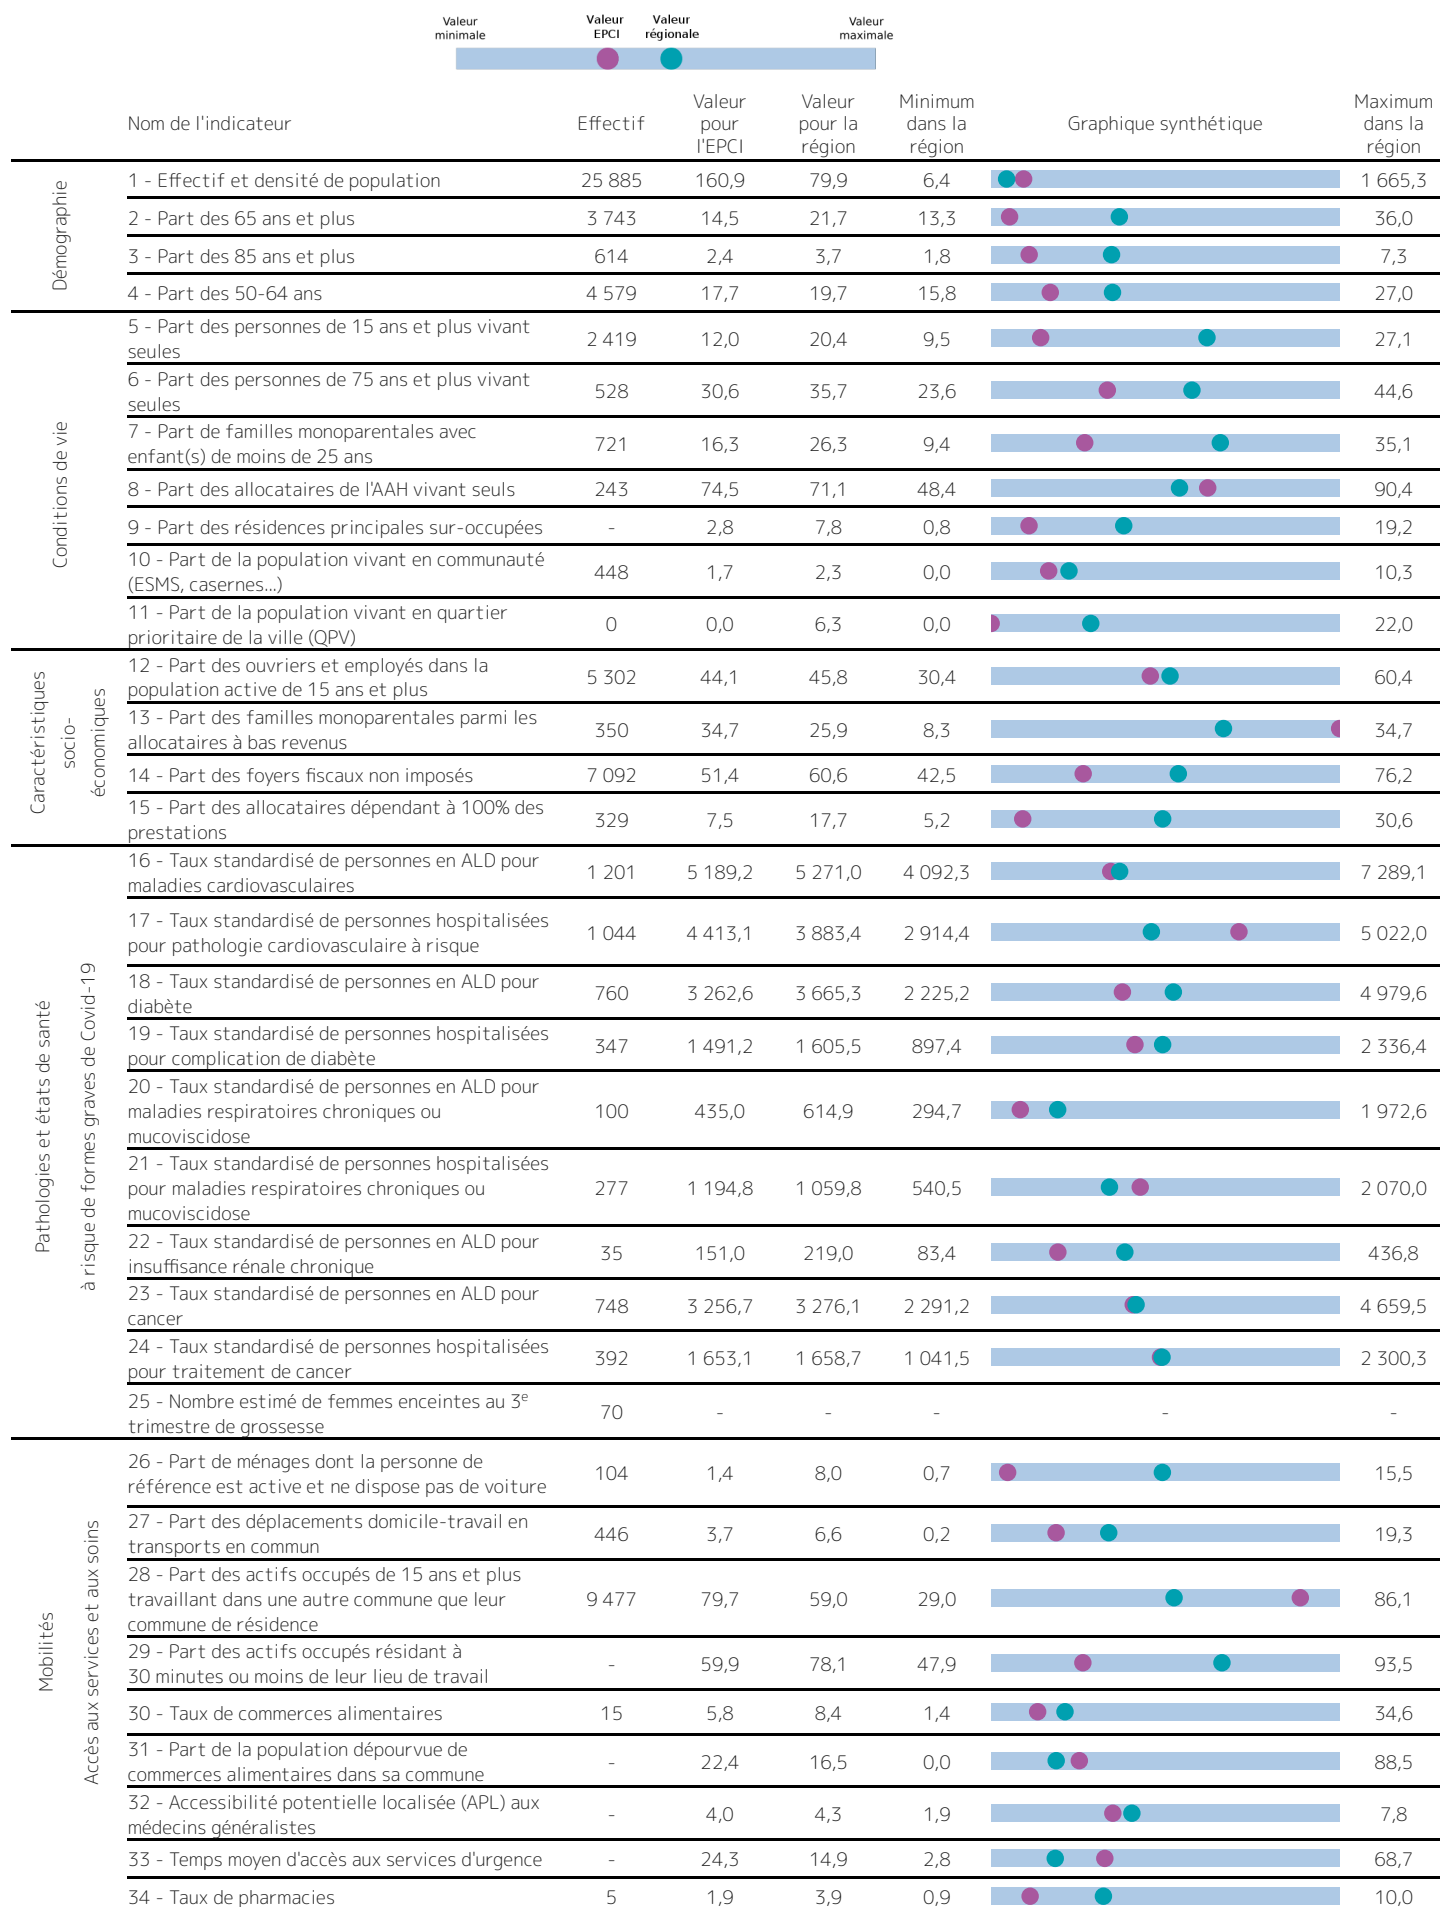 Valeur minimale
Valeur EPCI
Valeur régionale
Valeur maximale
Nom de l'indicateur
Effectif
Valeur pour l'EPCI
Valeur pour la région
Minimum dans la région
Graphique synthétique
Maximum dans la région
Démographie
1 - Effectif et densité de population 25 885 160,9 79,9 6,4 1 665,3
2 - Part des 65 ans et plus 3 743 14,5 21,7 13,3 36,0
3 - Part des 85 ans et plus 614 2,4 3,7 1,8 7,3
4 - Part des 50-64 ans 4 579 17,7 19,7 15,8 27,0
Conditions de vie
5 - Part des personnes de 15 ans et plus vivant
seules 2 419 12,0 20,4 9,5 27,1
6 - Part des personnes de 75 ans et plus vivant
seules 528 30,6 35,7 23,6 44,6
7 - Part de familles monoparentales avec
enfant(s) de moins de 25 ans 721 16,3 26,3 9,4 35,1
8 - Part des allocataires de l'AAH vivant seuls 243 74,5 71,1 48,4 90,4
9 - Part des résidences principales sur-occupées - 2,8 7,8 0,8 19,2
10 - Part de la population vivant en communauté
(ESMS, casernes...) 448 1,7 2,3 0,0 10,3
11 - Part de la population vivant en quartier
prioritaire de la ville (QPV) 0 0,0 6,3 0,0 22,0
Caractéristiques
socio-
économiques
12 - Part des ouvriers et employés dans la
population active de 15 ans et plus 5 302 44,1 45,8 30,4 60,4
13 - Part des familles monoparentales parmi les
allocataires à bas revenus 350 34,7 25,9 8,3 34,7
14 - Part des foyers fiscaux non imposés 7 092 51,4 60,6 42,5 76,2
15 - Part des allocataires dépendant à 100% des
prestations 329 7,5 17,7 5,2 30,6
Pathologies et états de santé
à risque de formes graves de Covid-19
16 - Taux standardisé de personnes en ALD pour
maladies cardiovasculaires 1 201 5 189,2 5 271,0 4 092,3 7 289,1
17 - Taux standardisé de personnes hospitalisées
pour pathologie cardiovasculaire à risque 1 044 4 413,1 3 883,4 2 914,4 5 022,0
18 - Taux standardisé de personnes en ALD pour
diabète 760 3 262,6 3 665,3 2 225,2 4 979,6
19 - Taux standardisé de personnes hospitalisées
pour complication de diabète 347 1 491,2 1 605,5 897,4 2 336,4
20 - Taux standardisé de personnes en ALD pour
maladies respiratoires chroniques ou
mucoviscidose 100 435,0 614,9 294,7 1 972,6
21 - Taux standardisé de personnes hospitalisées
pour maladies respiratoires chroniques ou
mucoviscidose 277 1 194,8 1 059,8 540,5 2 070,0
22 - Taux standardisé de personnes en ALD pour
insuffisance rénale chronique 35 151,0 219,0 83,4 436,8
23 - Taux standardisé de personnes en ALD pour
cancer 748 3 256,7 3 276,1 2 291,2 4 659,5
24 - Taux standardisé de personnes hospitalisées
pour traitement de cancer 392 1 653,1 1 658,7 1 041,5 2 300,3
25 - Nombre estimé de femmes enceintes au 3e
trimestre de grossesse 70 - - - - -
Mobilités
Accès aux services et aux soins
26 - Part de ménages dont la personne de
référence est active et ne dispose pas de voiture 104 1,4 8,0 0,7 15,5
27 - Part des déplacements domicile-travail en
transports en commun 446 3,7 6,6 0,2 19,3
28 - Part des actifs occupés de 15 ans et plus
travaillant dans une autre commune que leur
commune de résidence 9 477 79,7 59,0 29,0 86,1
29 - Part des actifs occupés résidant à
30 minutes ou moins de leur lieu de travail - 59,9 78,1 47,9 93,5
30 - Taux de commerces alimentaires 15 5,8 8,4 1,4 34,6
31 - Part de la population dépourvue de
commerces alimentaires dans sa commune - 22,4 16,5 0,0 88,5
32 - Accessibilité potentielle localisée (APL) aux
médecins généralistes - 4,0 4,3 1,9 7,8
33 - Temps moyen d'accès aux services d'urgence - 24,3 14,9 2,8 68,7
34 - Taux de pharmacies 5 1,9 3,9 0,9 10,0